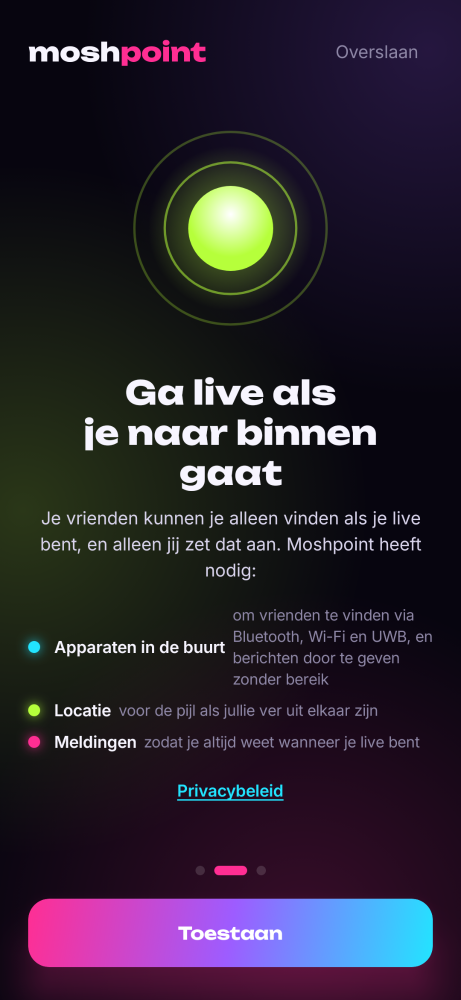 moshpoint
Overslaan
Ga live als
je naar binnen
gaat
Je vrienden kunnen je alleen vinden als je live
bent, en alleen jij zet dat aan. Moshpoint heeft
nodig:
Apparaten in de buurt
om vrienden te vinden via
Bluetooth, Wi-Fi en UWB, en
berichten door te geven
zonder bereik
Locatie voor de pijl als jullie ver uit elkaar zijn
Meldingen zodat je altijd weet wanneer je live bent
Privacybeleid
Toestaan